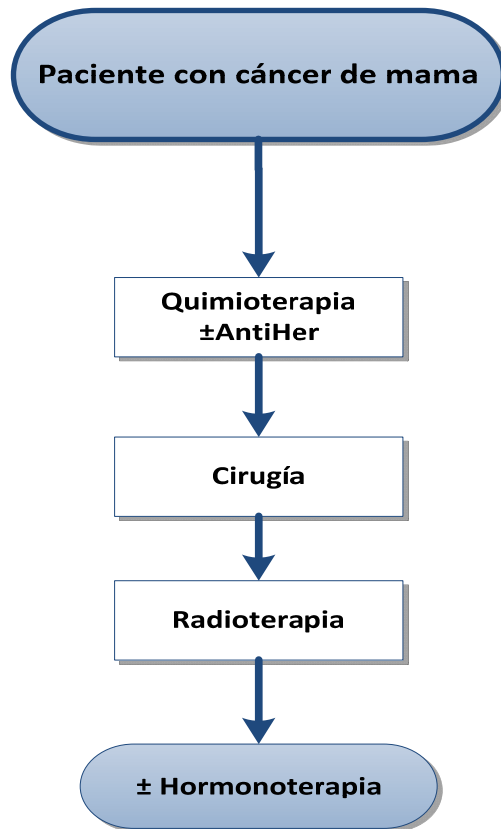 Paciente con cáncer de mama
Quimioterapia
±AntiHer
Cirugía
Radioterapia
± Hormonoterapia